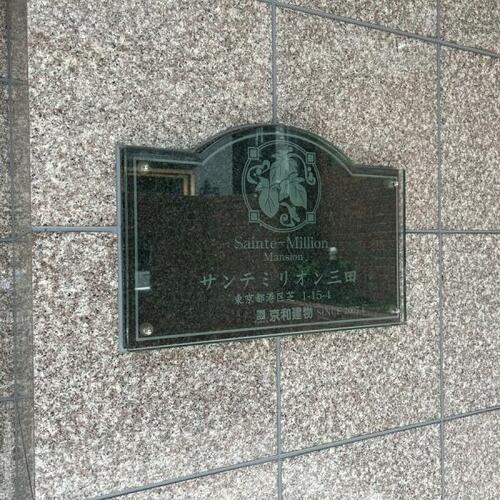 Sainte-Million
Mansion
サンテミリオン三田
東京都港区芝 1-15-4
京和建物 SINCE